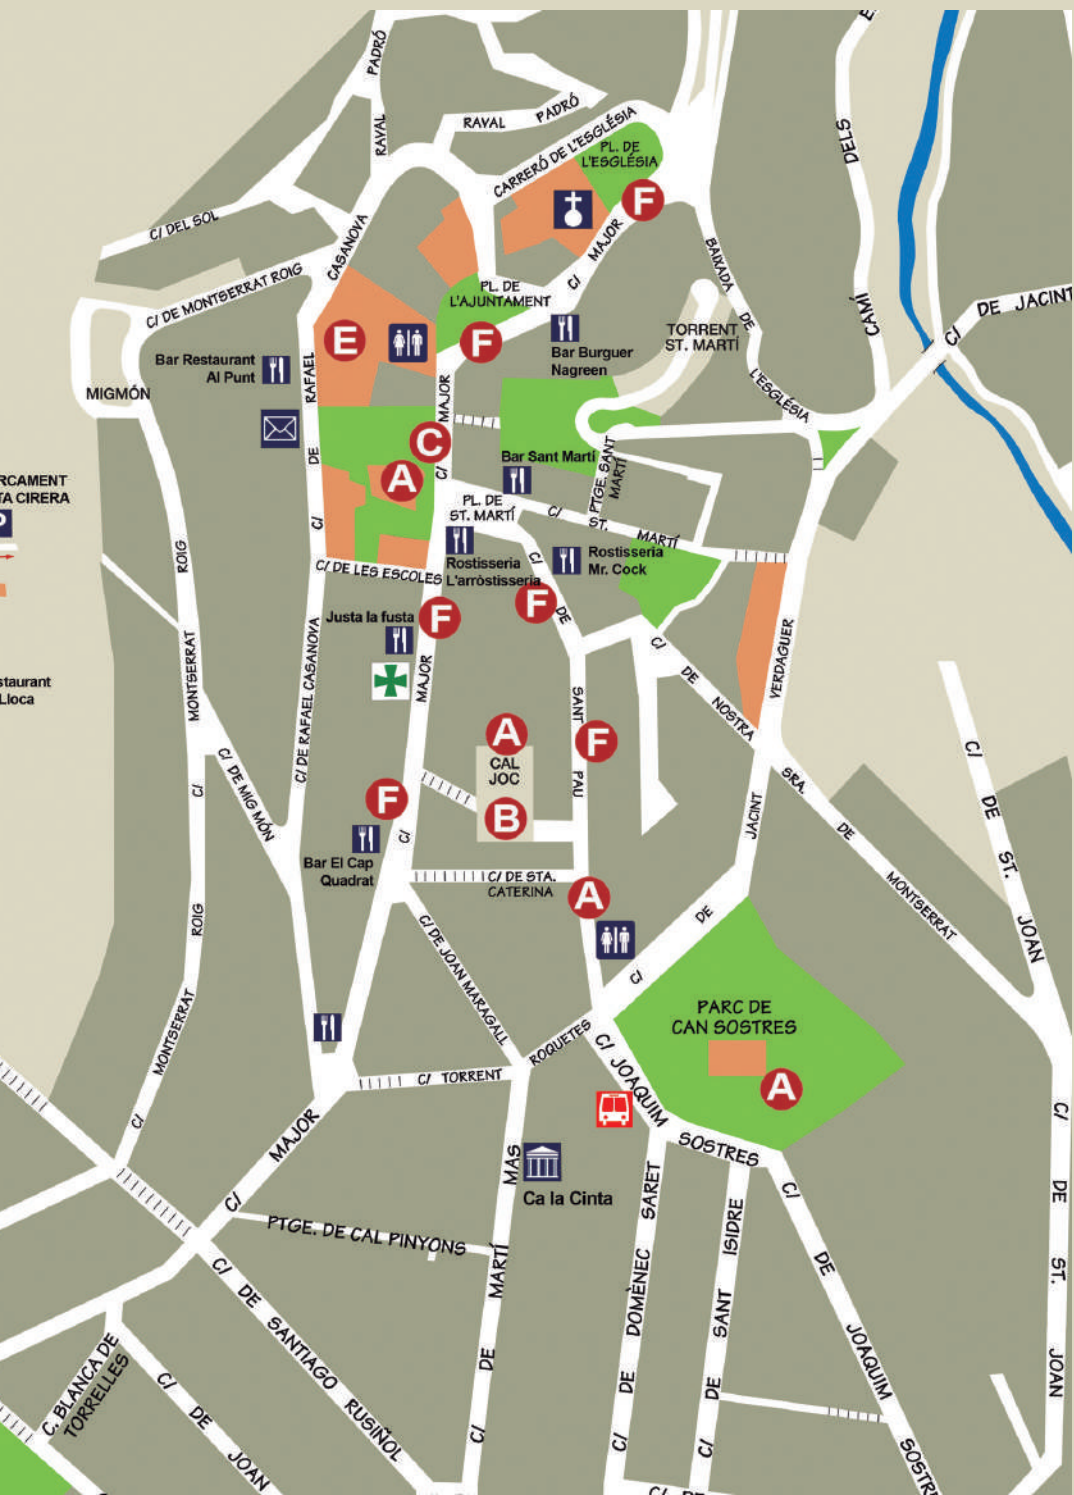 PADRÓ
RAVAL
RAVAL PADRÓ
CARRERÓ DE L'ESGLÉSIA
PL. DE
L'ESGLÉSIA
F
DELS
C/ DEL SOL
CASANOVA
C/ MAJOR
BAIXADA DE
L'ESGLÉSIA
C/ DE MONTSERRAT ROIG
PL. DE
L'AJUNTAMENT
CAMÍ
C/ DE JACINT
E
F
TORRENT
ST. MARTÍ
Bar Restaurant
Al Punt
Bar Burguer
Nagreen
MIGMÓN
C/ DE RAFAEL
C/ MAJOR
C
A
Bar Sant Martí
PTGE. SANT
MARTÍ
PL. DE
ST. MARTÍ
C/ ST. MARTÍ
RCAMENT
TA CIRERA
P
C/ DE LES ESCOLES
Rostisseria
L'arròstisseria
Rostisseria
Mr. Cock
C/ DE
SANT PAU
F
F
Justa la fusta
MAJOR
C/
C/ DE RAFAEL CASANOVA
ROIG
MONTSERRAT
C/
ROIG
MONTSERRAT
C/
staurant
Lloca
C/ DE MIG MÓN
A
CAL
JOC
B
F
F
Bar El Cap
Quadrat
C/ DE STA.
CATERINA
A
C/ DE NOSTRA
SRA. DE MONTSERRAT
VERDAGUER
JACINT
DE
C/
C/ DE ST. JOAN
C/ DE JOAN MARAGALL
PARC DE
CAN SOSTRES
A
ROQUETES
C/ TORRENT
C/ JOAQUIM
SOSTRES
C/ MAJOR
Ca la Cinta
PTGE. DE CAL PINYONS
C/ DE MARTÍ MAS
C/ DE DOMÈNEC SARET
C/ DE SANT ISIDRE
C/ DE JOAQUIM SOSTRE
C/ DE ST. JOAN
C/ DE SANTIAGO RUSIÑOL
C. BLANCA DE
TORRELLES
C/ DE JOAN